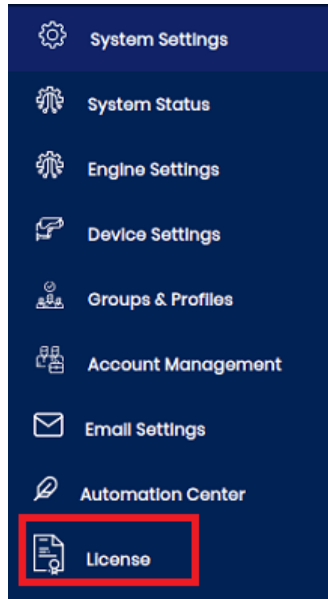 System Settings
System Status
Engine Settings
Device Settings
Groups & Profiles
Account Management
Email Settings
Automation Center
License